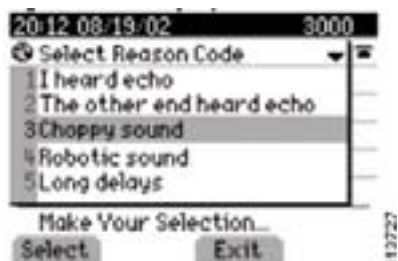 20:12 08/19/02 3000
Select Reason Code
1 I heard echo
2 The other end heard echo
3 Choppy sound
4 Robotic sound
5 Long delays
Make Your Selection...
Select Exit